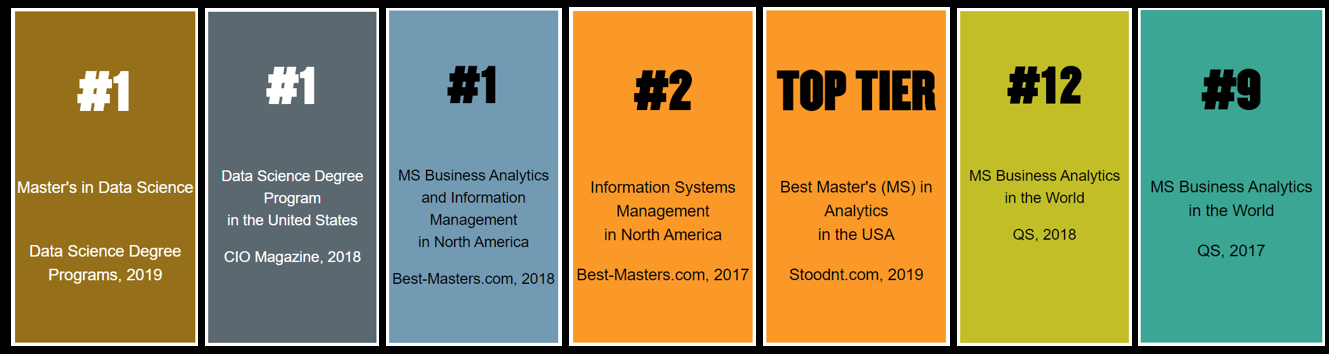 #1
Master's in Data Science
Data Science Degree
Programs, 2019
#1
Data Science Degree
Program
in the United States
CIO Magazine, 2018
#1
MS Business Analytics
and Information
Management
in North America
Best-Masters.com, 2018
#2
Information Systems
Management
in North America
Best-Masters.com, 2017
TOP TIER
Best Master's (MS) in
Analytics
in the USA
Stoodnt.com, 2019
#12
MS Business Analytics
in the World
QS, 2018
#9
MS Business Analytics
in the World
QS, 2017